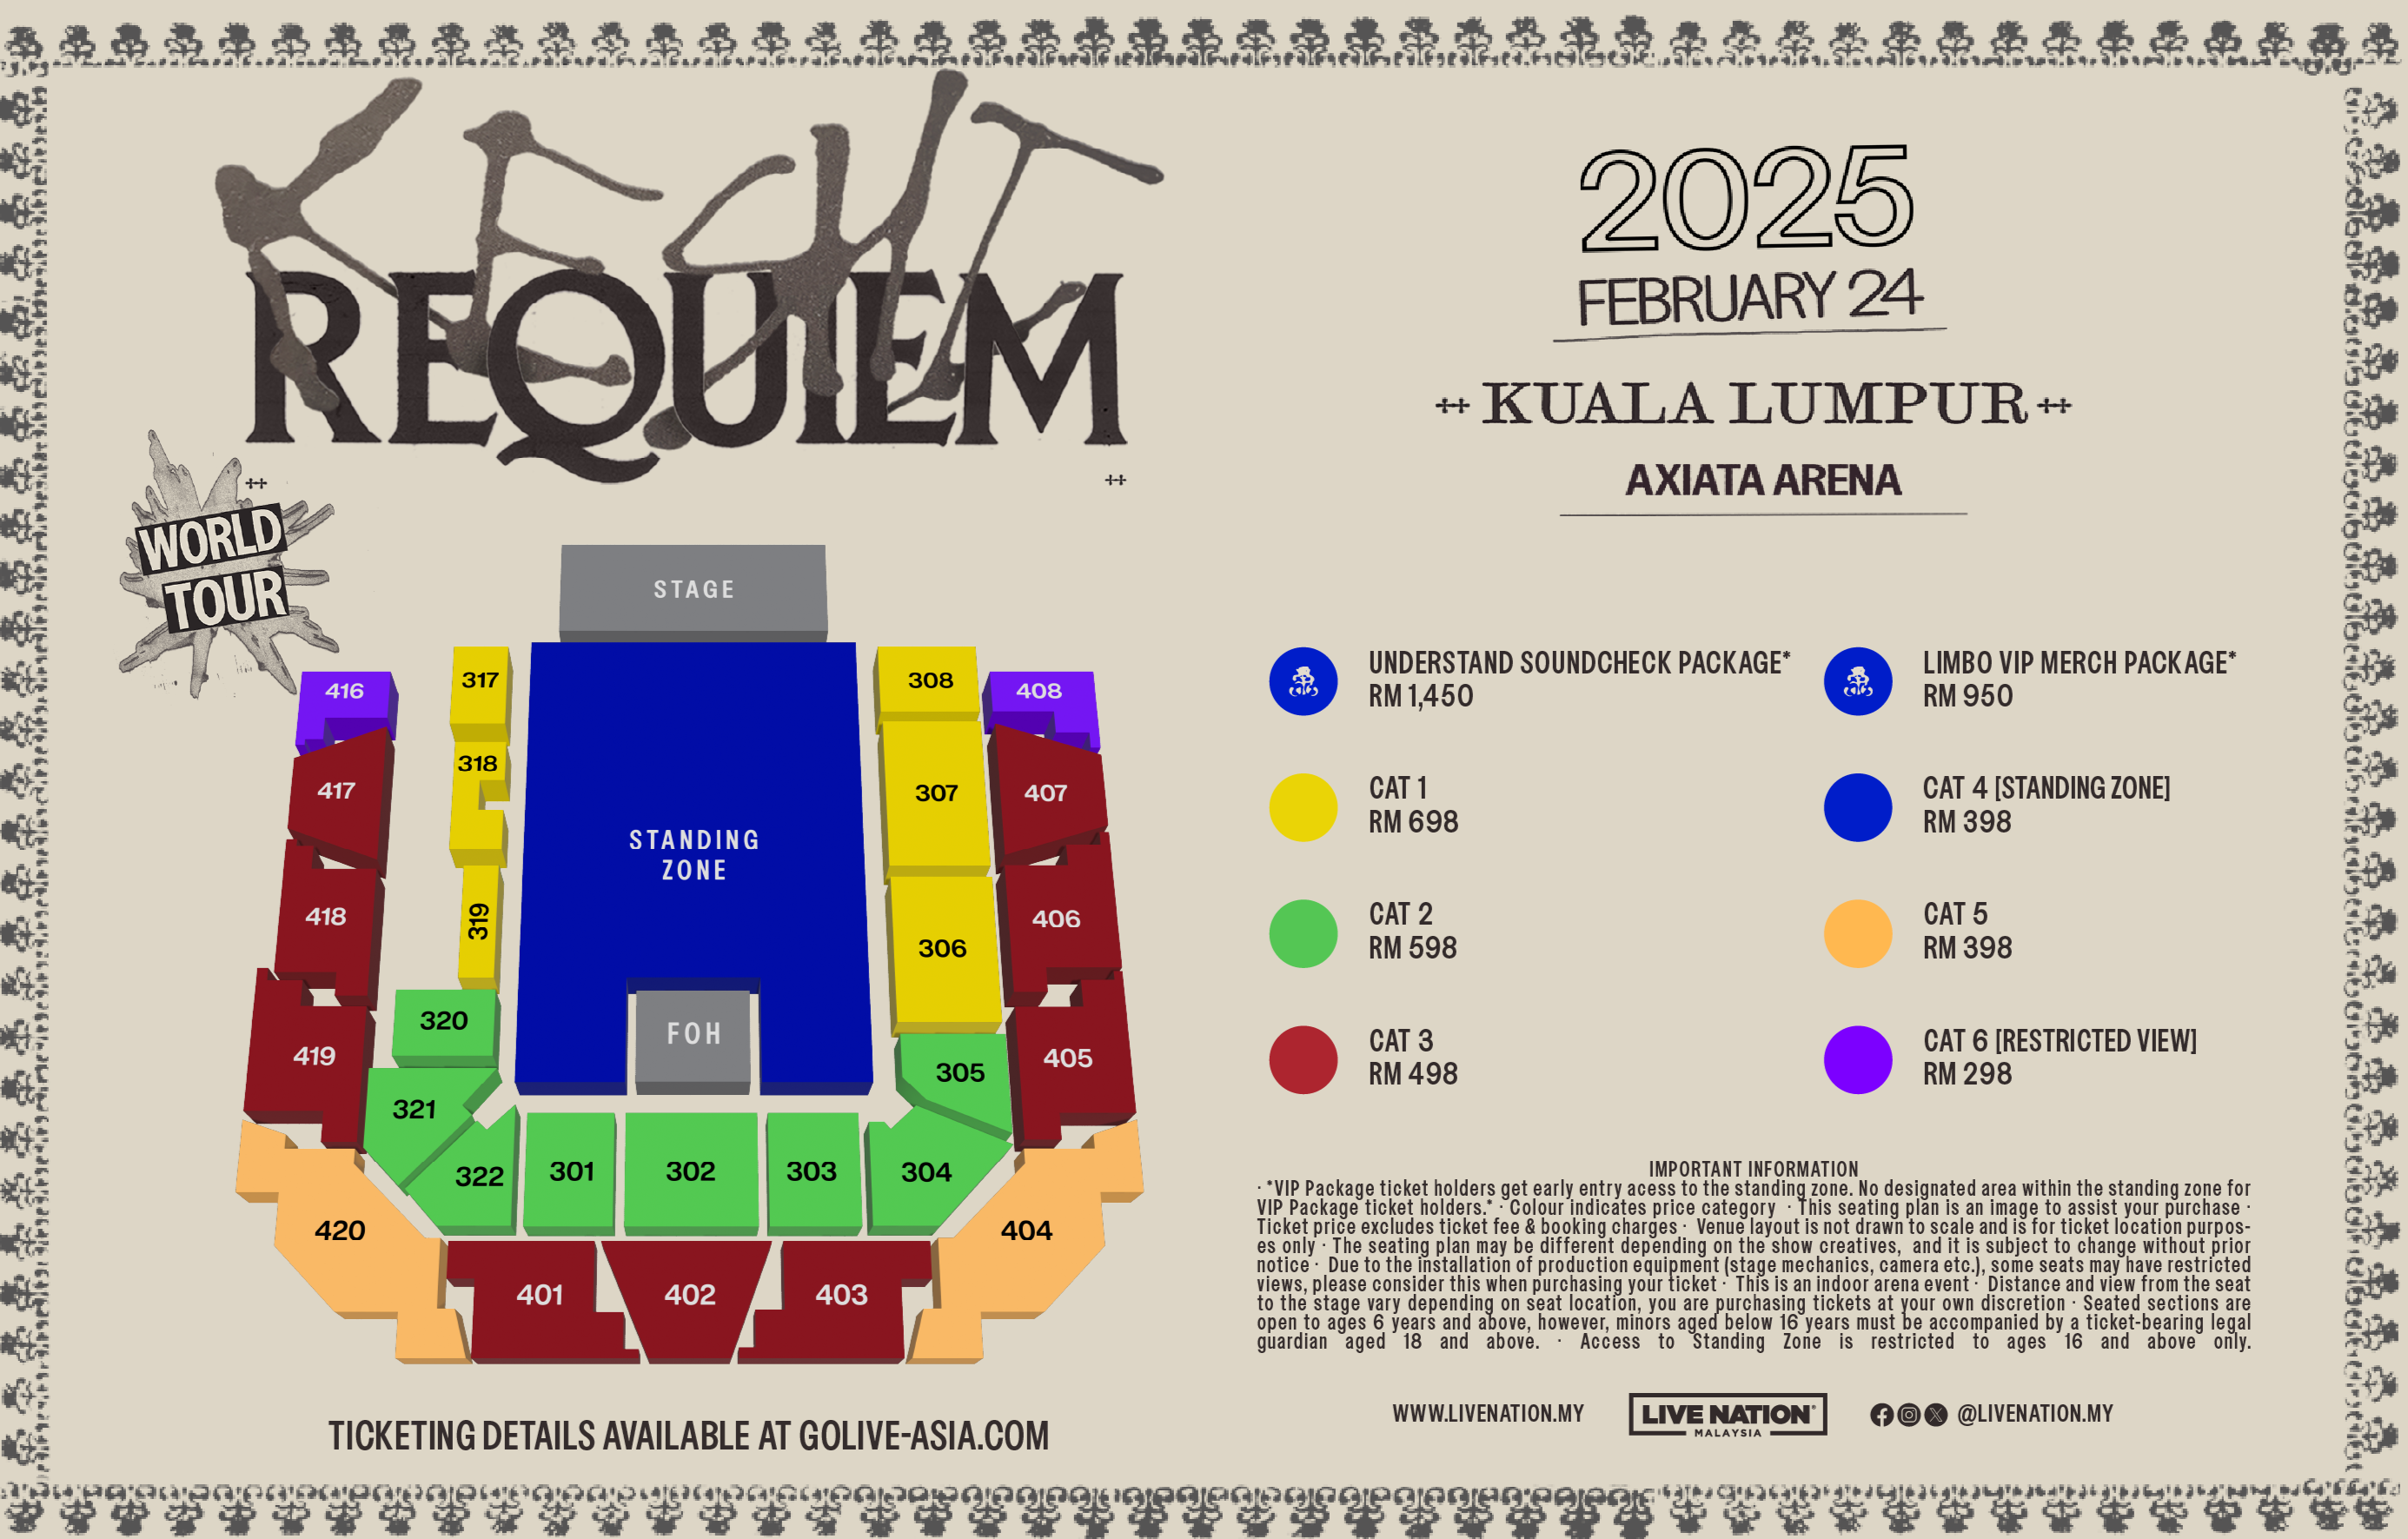 KEGHT
REQUIEM
WORLD
TOUR
2025
FEBRUARY 24
KUALA LUMPUR
AXIATA ARENA
STAGE
STANDING
ZONE
FOH
416
317
308
408
318
417
307
407
418
319
406
306
320
419
405
305
321
322
301
302
303
304
420
404
401
402
403
UNDERSTAND SOUNDCHECK PACKAGE*
RM 1,450
LIMBO VIP MERCH PACKAGE*
RM 950
CAT 1
RM 698
CAT 4 [STANDING ZONE]
RM 398
CAT 2
RM 598
CAT 5
RM 398
CAT 3
RM 498
CAT 6 [RESTRICTED VIEW]
RM 298
IMPORTANT INFORMATION
· *VIP Package ticket holders get early entry acess to the standing zone. No designated area within the standing zone for
VIP Package ticket holders.* · Colour indicates price category · This seating plan is an image to assist your purchase ·
Ticket price excludes ticket fee & booking charges · Venue layout is not drawn to scale and is for ticket location purpos-
es only · The seating plan may be different depending on the show creatives, and it is subject to change without prior
notice · Due to the installation of production equipment (stage mechanics, camera etc.), some seats may have restricted
views, please consider this when purchasing your ticket · This is an indoor arena event · Distance and view from the seat
to the stage vary depending on seat location, you are purchasing tickets at your own discretion · Seated sections are
open to ages 6 years and above, however, minors aged below 16 years must be accompanied by a ticket-bearing legal
guardian aged 18 and above. · Access to Standing Zone is restricted to ages 16 and above only.
TICKETING DETAILS AVAILABLE AT GOLIVE-ASIA.COM
WWW.LIVENATION.MY
LIVE NATION®
MALAYSIA
@LIVENATION.MY